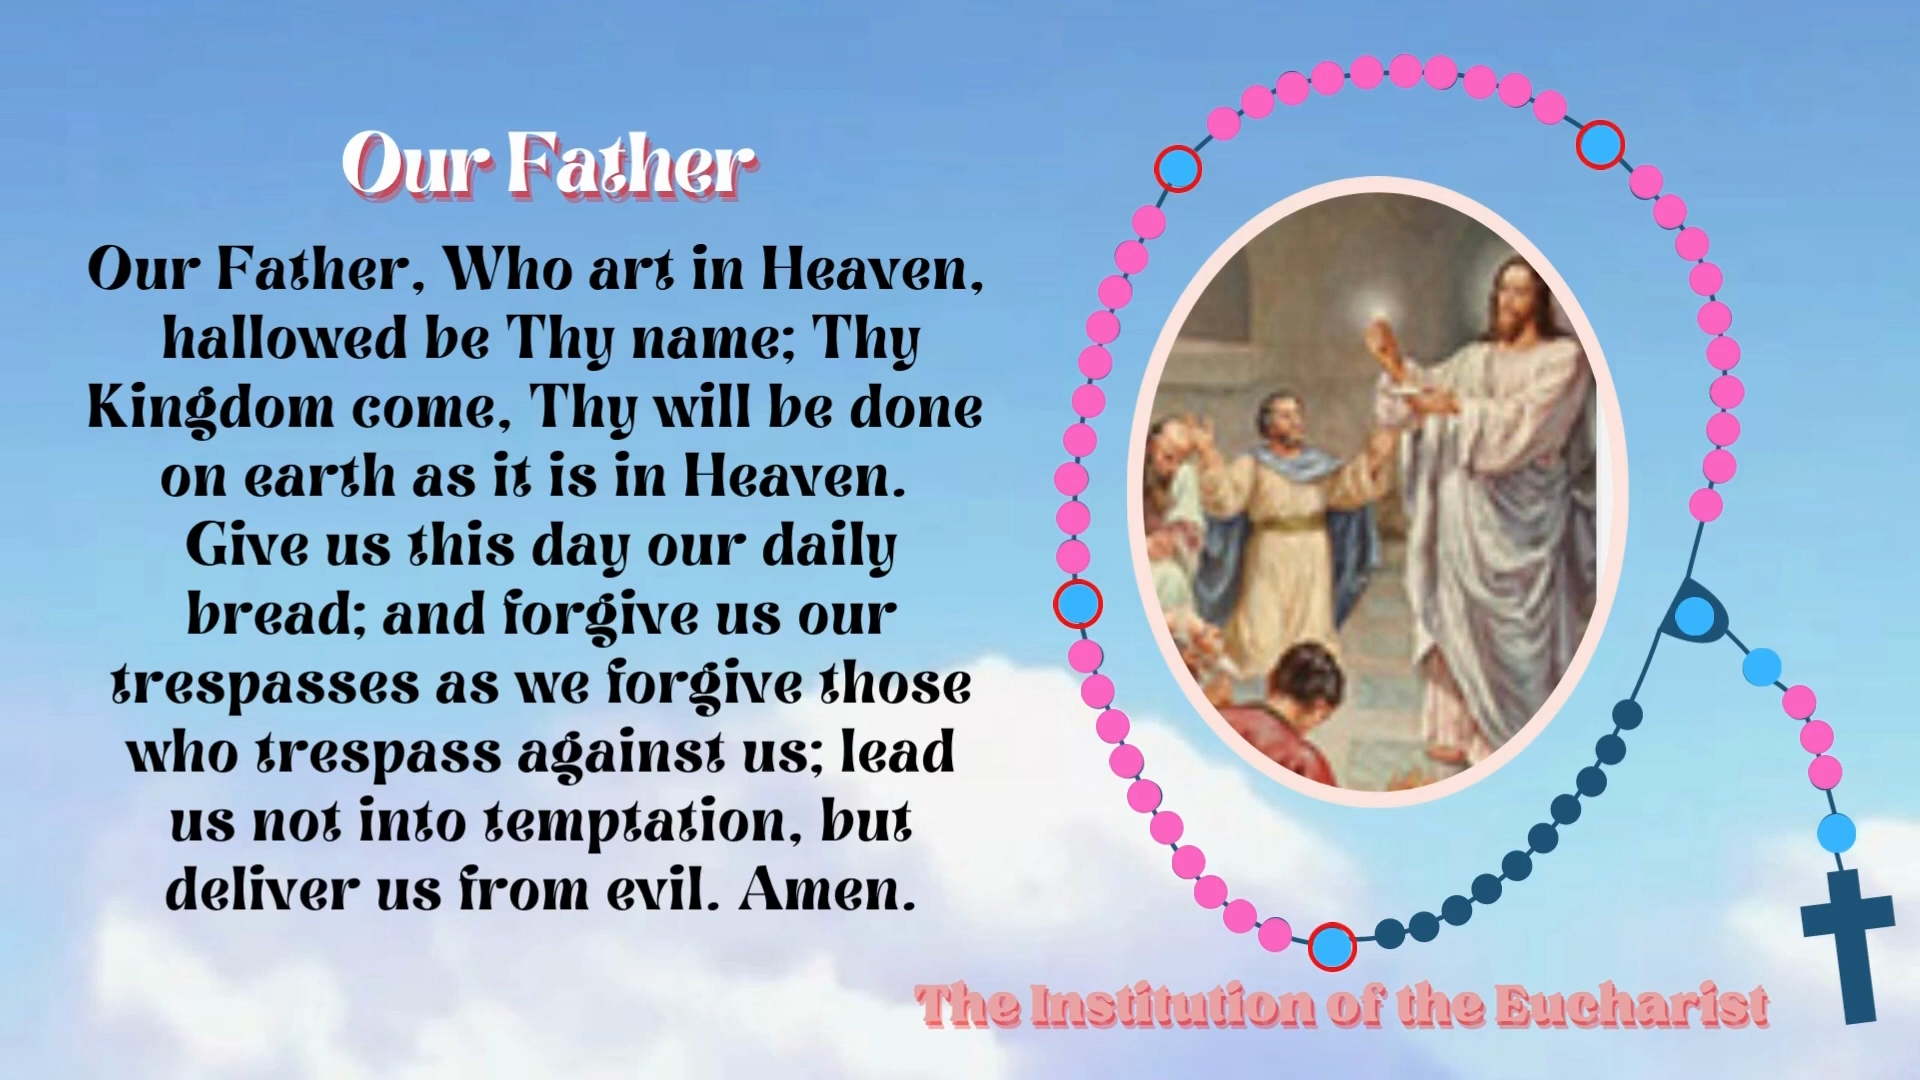 Our Father
Our Father, Who art in Heaven,
hallowed be Thy name; Thy
Kingdom come, Thy will be done
on earth as it is in Heaven.
Give us this day our daily
bread; and forgive us our
trespasses as we forgive those
who trespass against us; lead
us not into temptation, but
deliver us from evil. Amen.
The Institution of the Eucharist